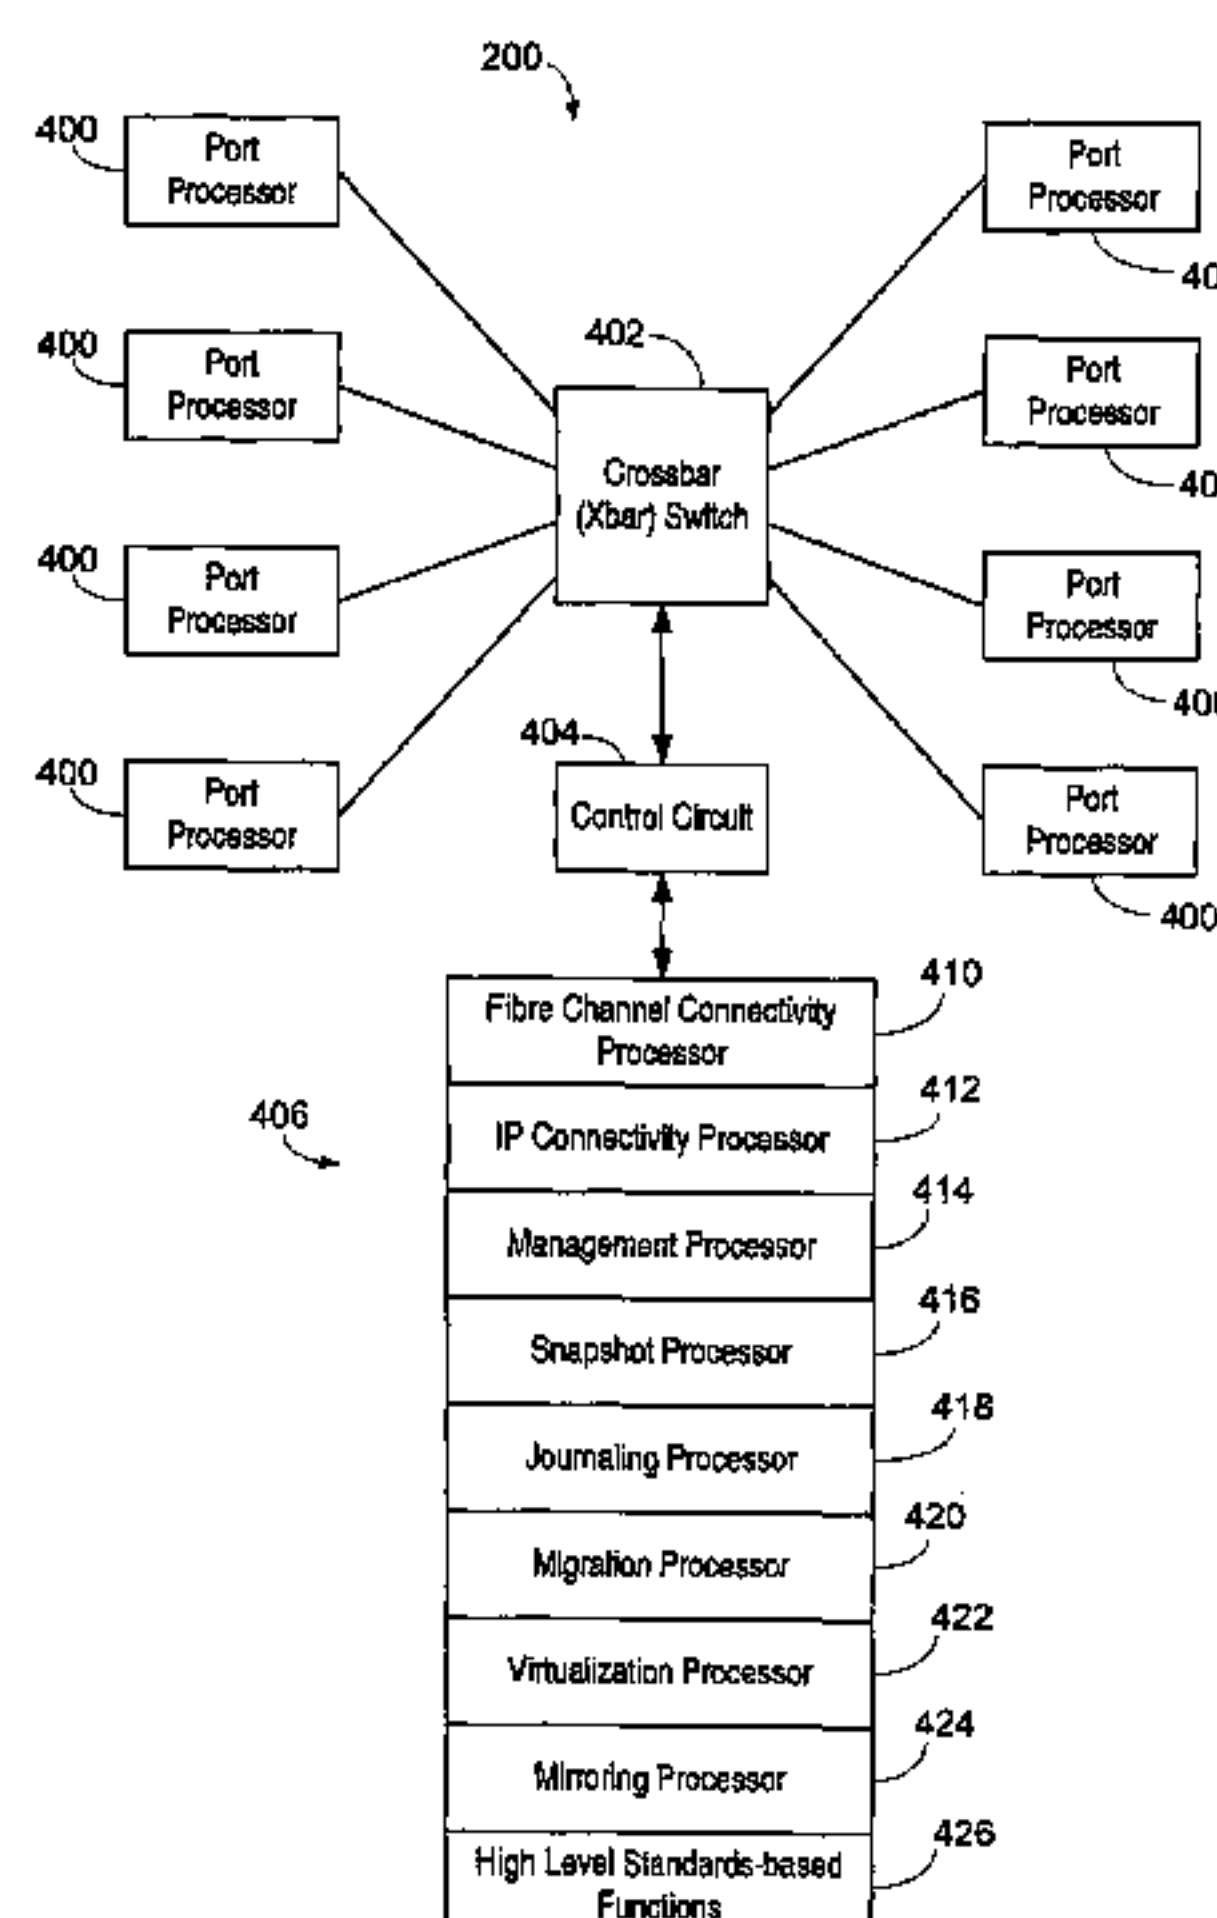 200
400
Port
Processor
Port
Processor
40
400
Port
Processor
402
Port
Processor
40
Crossbar
(Xbar) Switch
400
Port
Processor
Port
Processor
40
404
400
Port
Processor
Control Circuit
Port
Processor
400
410
Fibre Channel Connectivity
Processor
406
412
IP Connectivity Processor
414
Management Processor
416
Snapshot Processor
418
Journaling Processor
420
Migration Processor
422
Virtualization Processor
424
Mirroring Processor
426
High Level Standards-based
Functions